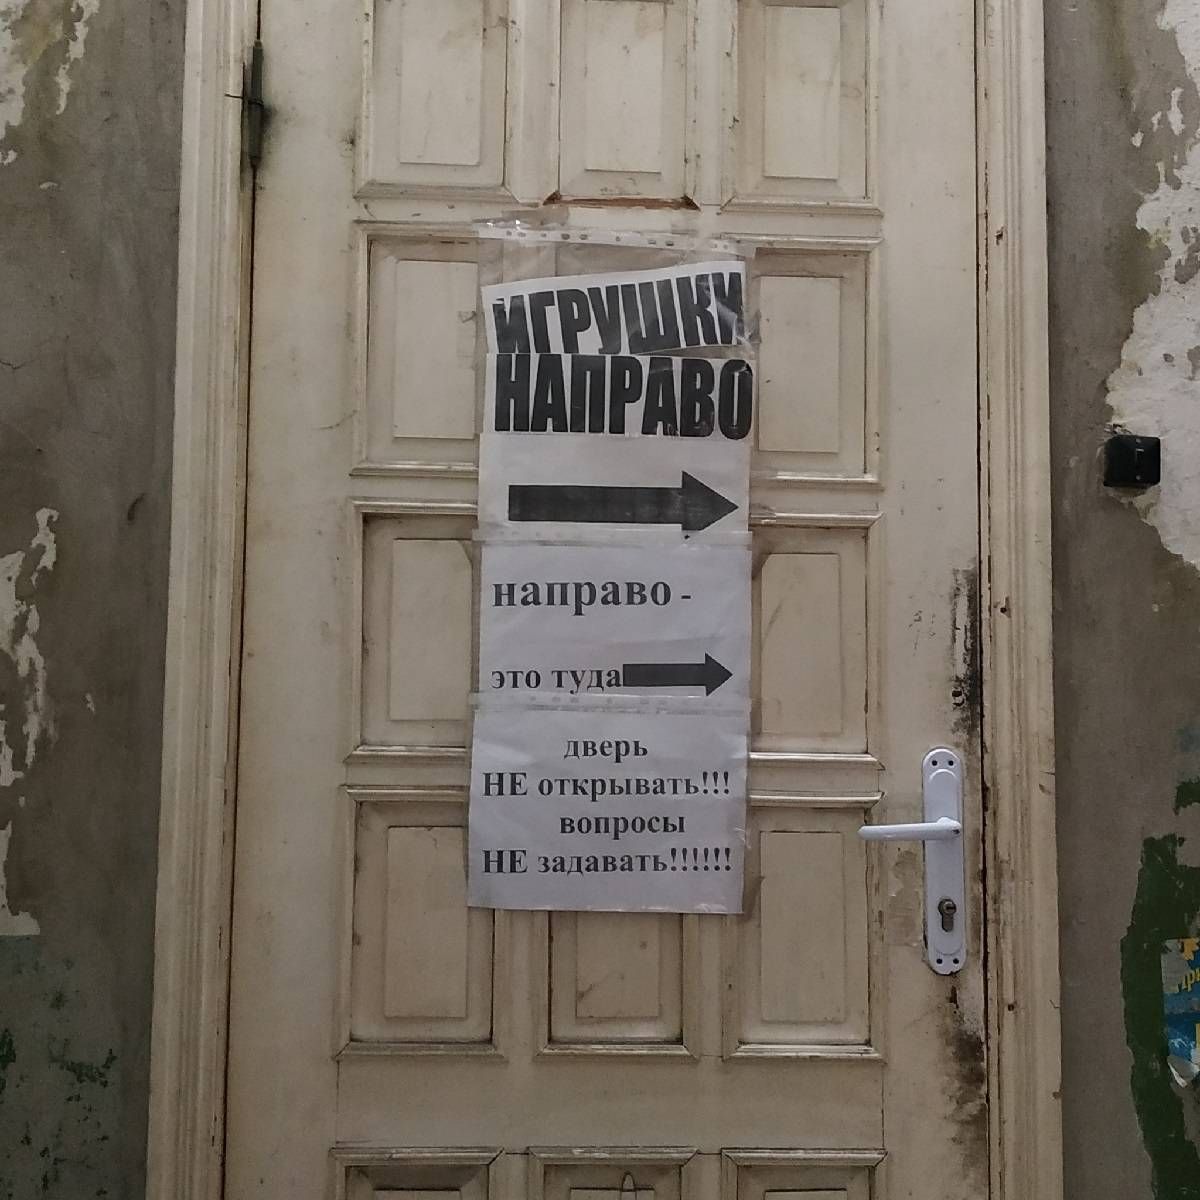 ИГРУШКИ
НАПРАВО
направо -
это туда
дверь
НЕ открывать!!!
вопросы
НЕ задавать!!!!!!